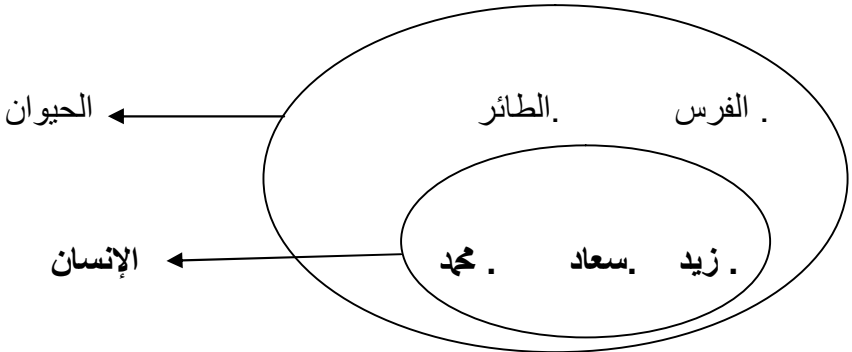 . الفرس .الطائر الحيوان
. زيد .سعاد . محمد الإنسان